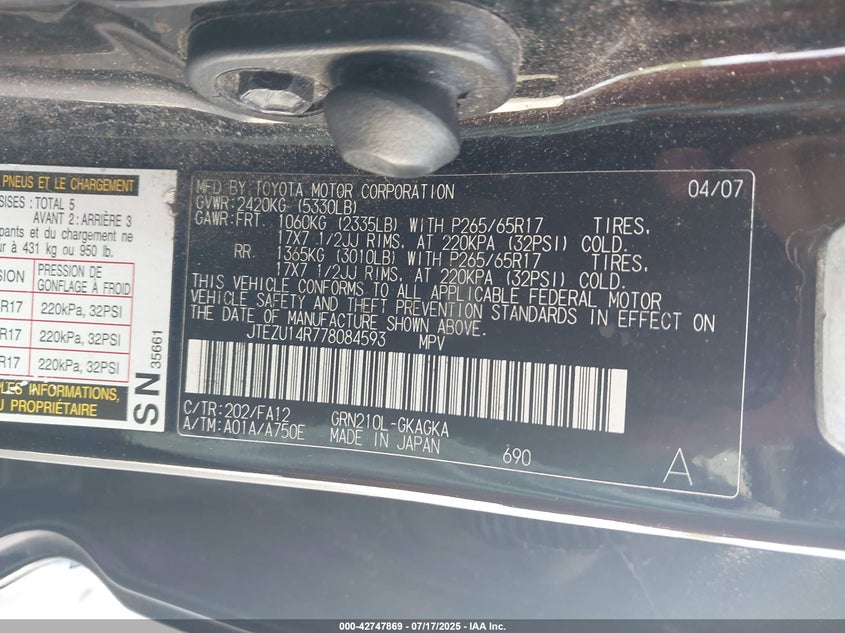 PNEUS ET LE CHARGEMENT
TOTAL 5
AVANT 2: ARRIÈRE 3
et du chargement ne
à 431 kg ou 950 lb.
PRESSION DE
GONFLAGE À FROID
R17 220kPa, 32PSI
R17 220kPa, 32PSI
R17 220kPa, 32PSI
INFORMATIONS,
DU PROPRIÉTAIRE
SN 35661
MFD BY TOYOTA MOTOR CORPORATION 04/07
GVWR:2420KG (5330LB)
GAWR:FRT. 1060KG (2335LB) WITH P265/65R17 TIRES,
17X7 1/2JJ RIMS. AT 220KPA (32PSI) COLD.
RR. 1365KG (3010LB) WITH P265/65R17 TIRES,
17X7 1/2JJ RIMS. AT 220KPA (32PSI) COLD.
THIS VEHICLE CONFORMS TO ALL APPLICABLE FEDERAL MOTOR
VEHICLE SAFETY AND THEFT PREVENTION STANDARDS IN EFFECT ON
THE DATE OF MANUFACTURE SHOWN ABOVE.
JTEZU14R778084593 MPV
C/TR:202/FA12 GRN210L-GKAGKA
A/TM:A01A/A750E MADE IN JAPAN
690
A
000-42747869 - 07/17/2025 - IAA Inc.